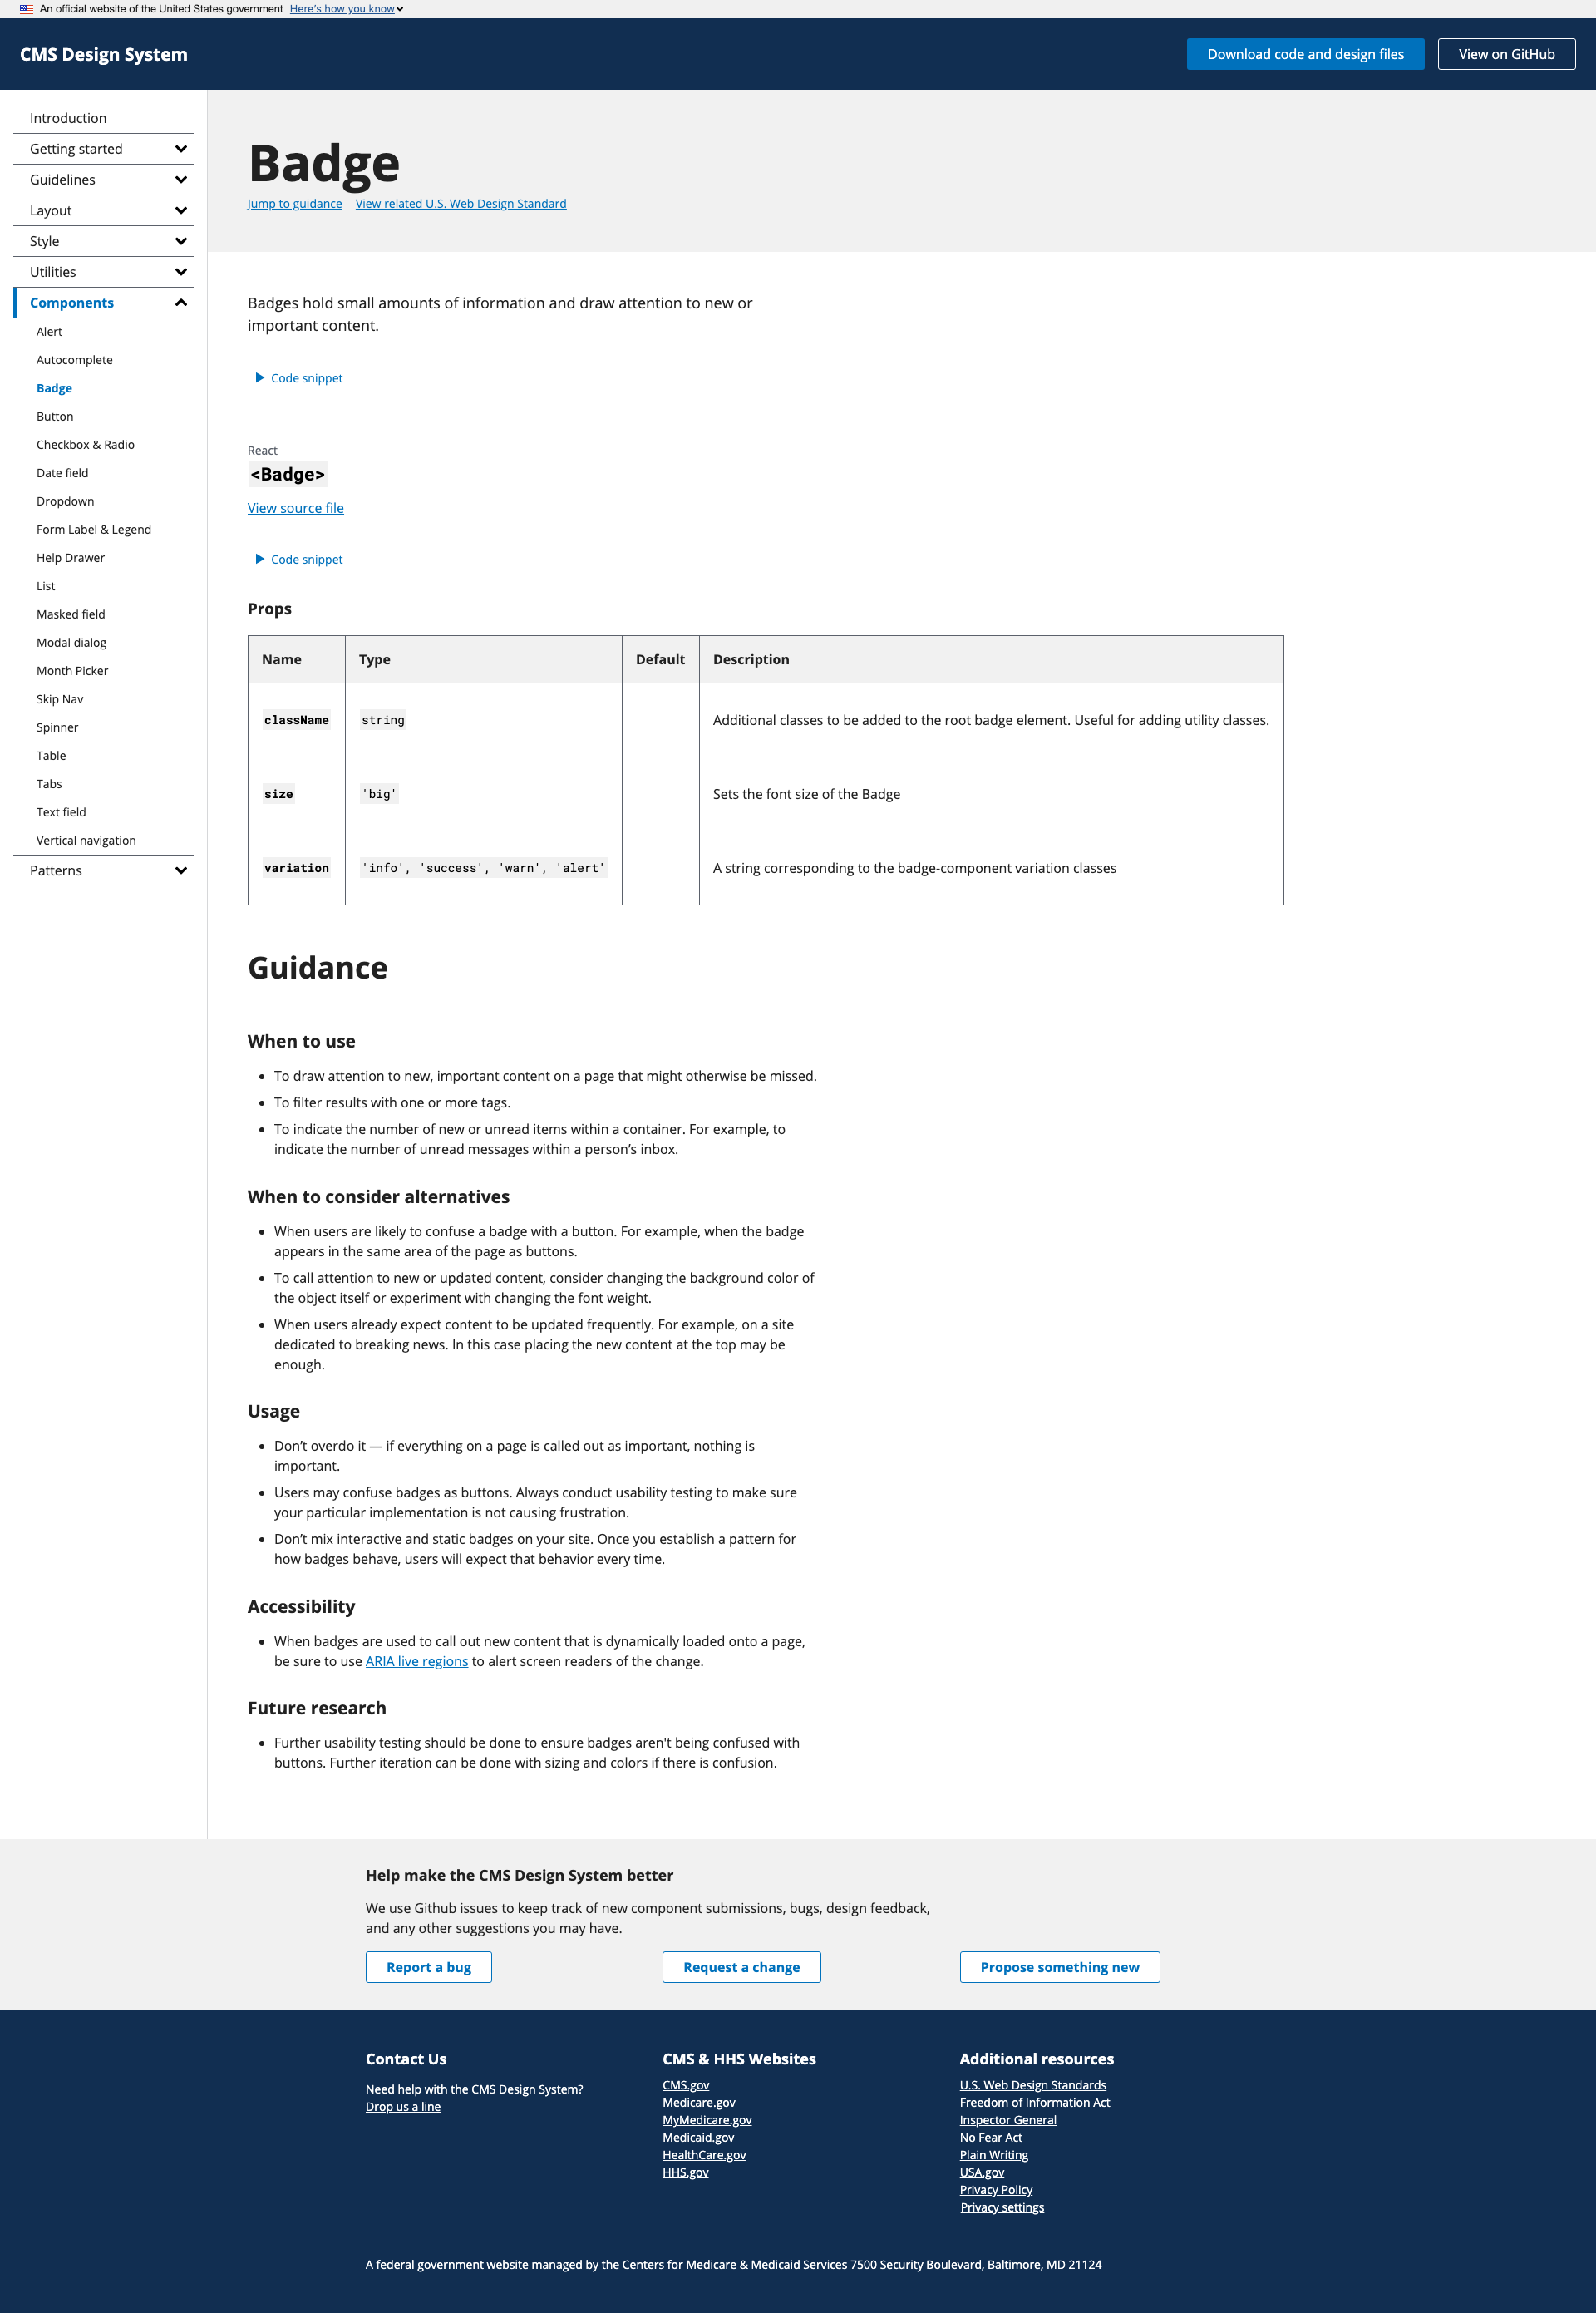 An official website of the United States government Here's how you know
CMS Design System
Download code and design files
View on GitHub
Introduction
Getting started
Guidelines
Layout
Style
Utilities
Components
Alert
Autocomplete
Badge
Button
Checkbox & Radio
Date field
Dropdown
Form Label & Legend
Help Drawer
List
Masked field
Modal dialog
Month Picker
Skip Nav
Spinner
Table
Tabs
Text field
Vertical navigation
Patterns
Badge
Jump to guidance View related U.S. Web Design Standard
Badges hold small amounts of information and draw attention to new or
important content.
Code snippet
React
<Badge>
View source file
Code snippet
Props
Name Type Default Description
className string Additional classes to be added to the root badge element. Useful for adding utility classes.
size 'big' Sets the font size of the Badge
variation 'info', 'success', 'warn', 'alert' A string corresponding to the badge-component variation classes
Guidance
When to use
To draw attention to new, important content on a page that might otherwise be missed.
To filter results with one or more tags.
To indicate the number of new or unread items within a container. For example, to
indicate the number of unread messages within a person’s inbox.
When to consider alternatives
When users are likely to confuse a badge with a button. For example, when the badge
appears in the same area of the page as buttons.
To call attention to new or updated content, consider changing the background color of
the object itself or experiment with changing the font weight.
When users already expect content to be updated frequently. For example, on a site
dedicated to breaking news. In this case placing the new content at the top may be
enough.
Usage
Don’t overdo it — if everything on a page is called out as important, nothing is
important.
Users may confuse badges as buttons. Always conduct usability testing to make sure
your particular implementation is not causing frustration.
Don’t mix interactive and static badges on your site. Once you establish a pattern for
how badges behave, users will expect that behavior every time.
Accessibility
When badges are used to call out new content that is dynamically loaded onto a page,
be sure to use ARIA live regions to alert screen readers of the change.
Future research
Further usability testing should be done to ensure badges aren't being confused with
buttons. Further iteration can be done with sizing and colors if there is confusion.
Help make the CMS Design System better
We use Github issues to keep track of new component submissions, bugs, design feedback,
and any other suggestions you may have.
Report a bug
Request a change
Propose something new
Contact Us
Need help with the CMS Design System?
Drop us a line
CMS & HHS Websites
CMS.gov
Medicare.gov
MyMedicare.gov
Medicaid.gov
HealthCare.gov
HHS.gov
Additional resources
U.S. Web Design Standards
Freedom of Information Act
Inspector General
No Fear Act
Plain Writing
USA.gov
Privacy Policy
Privacy settings
A federal government website managed by the Centers for Medicare & Medicaid Services 7500 Security Boulevard, Baltimore, MD 21124